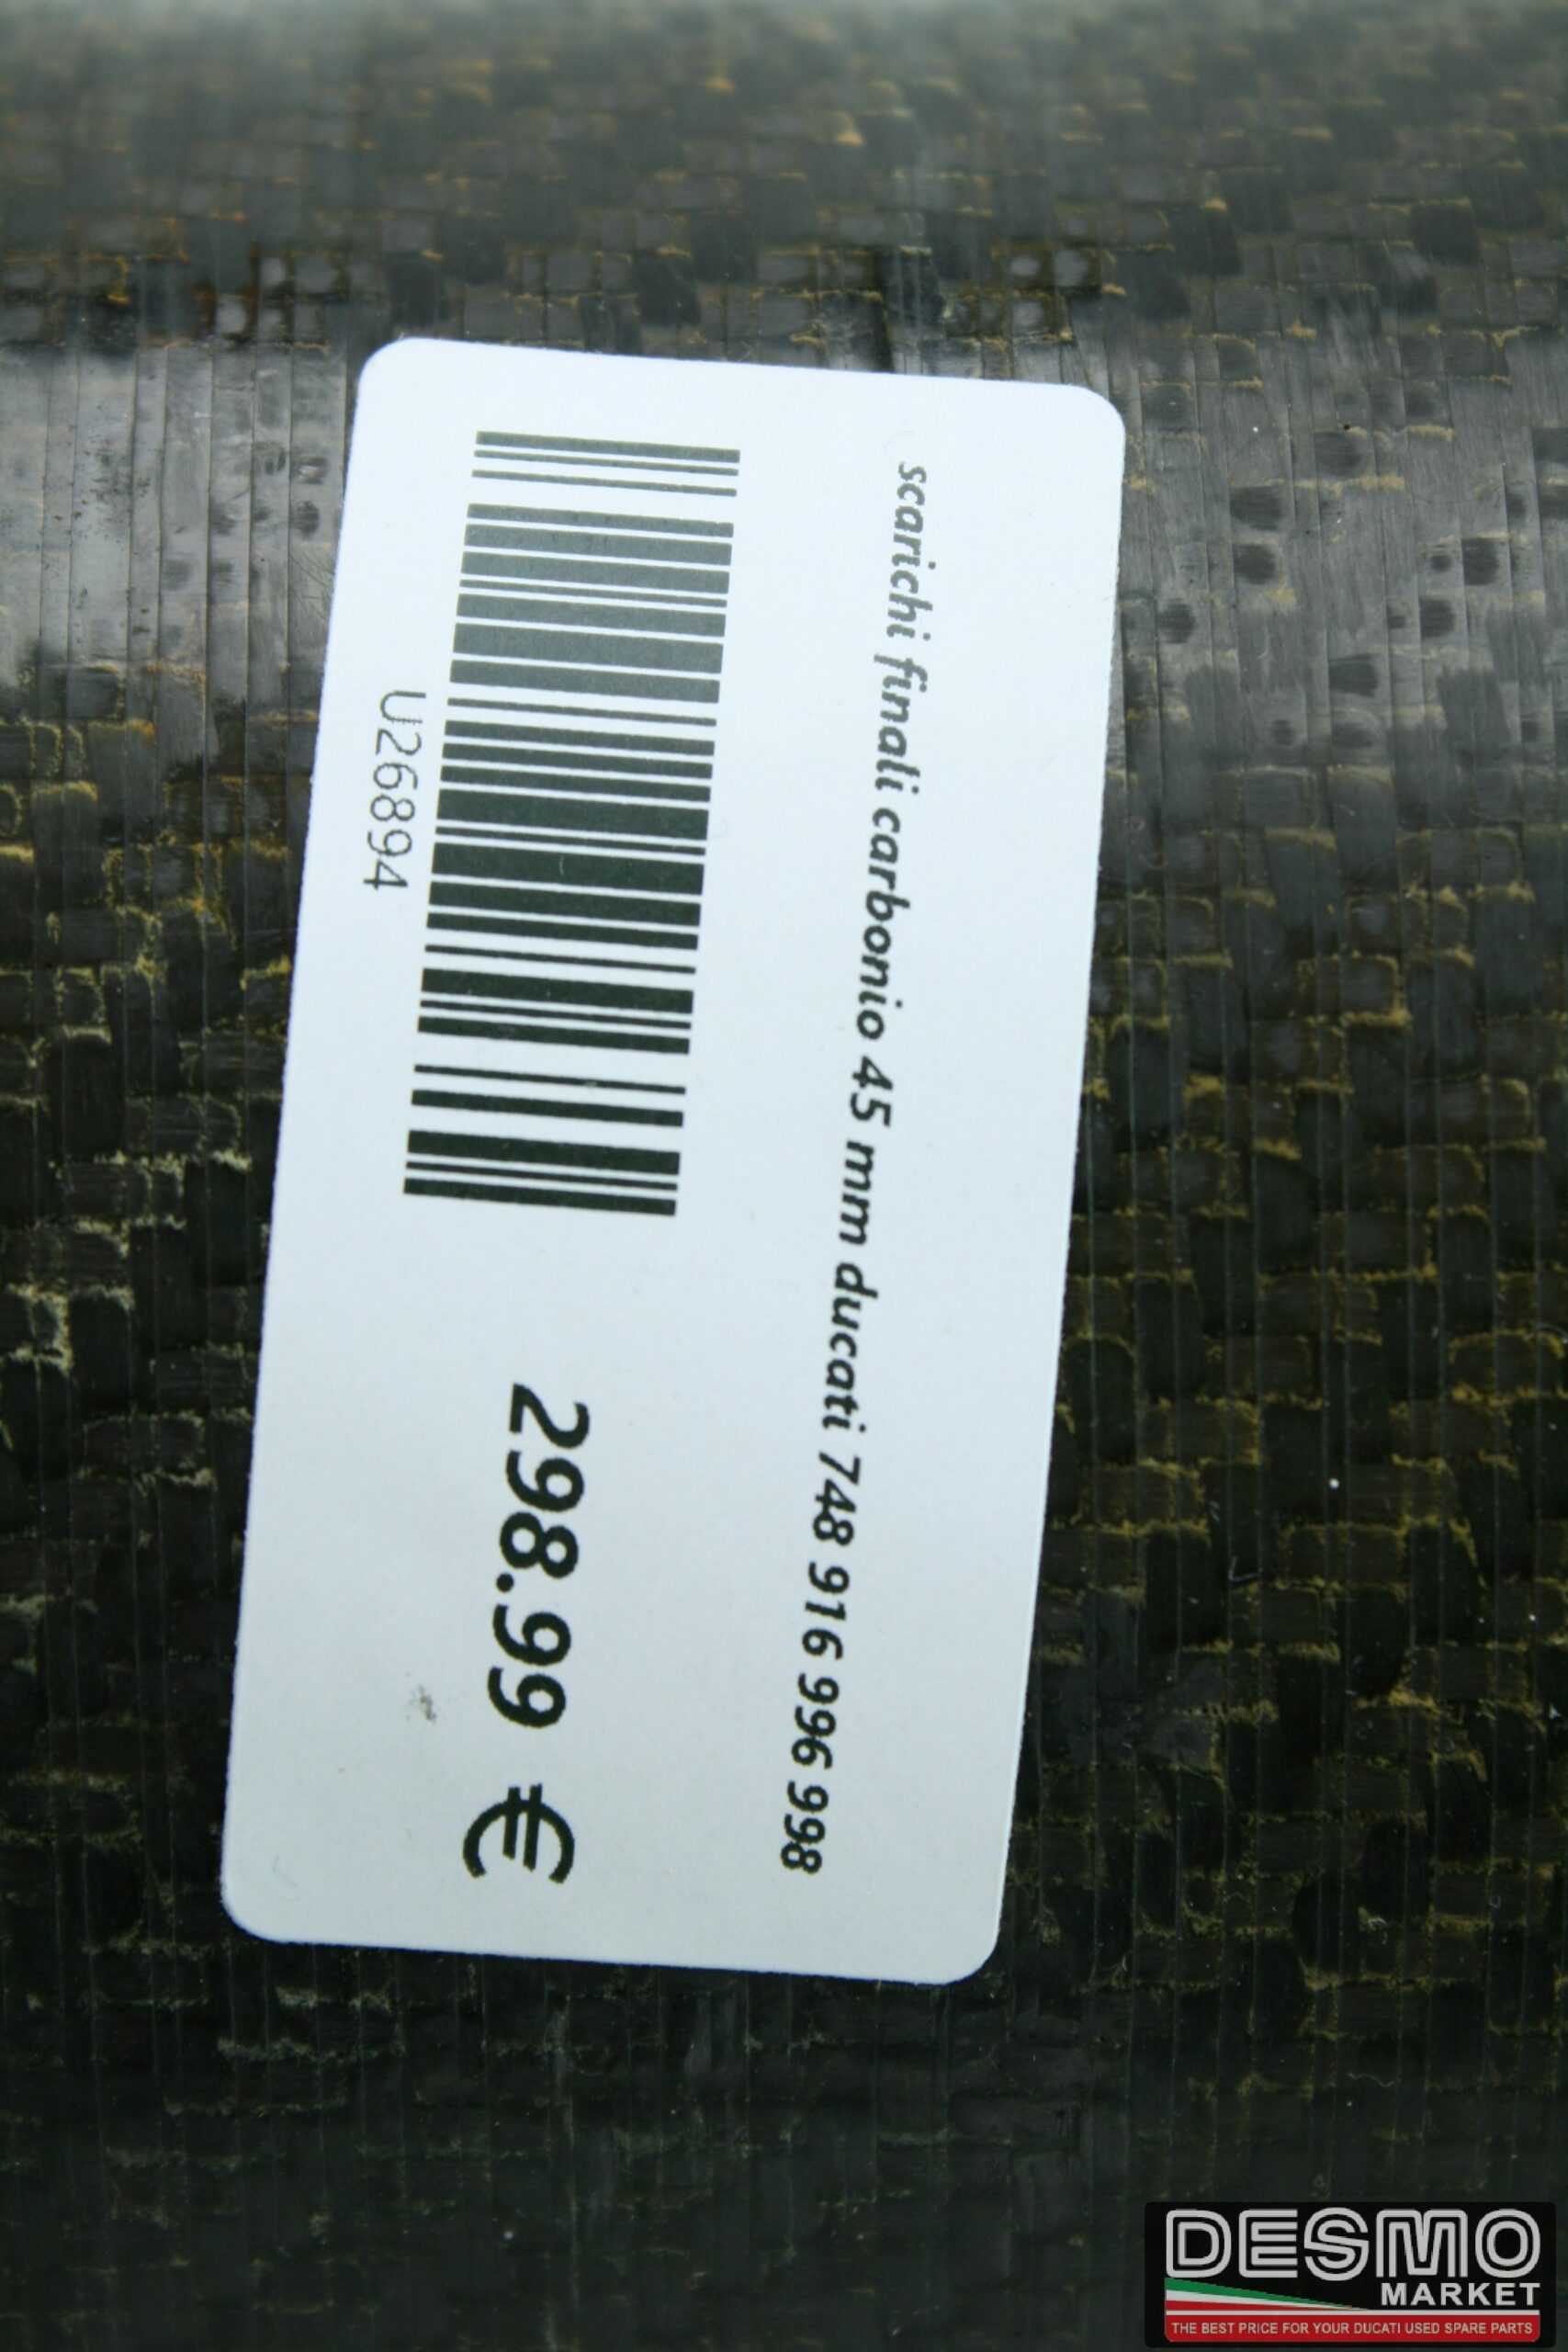 scarichi finali carbonio 45 mm ducati 748 916 996 998
U26894
298.99 €
DESMO
MARKET
THE BEST PRICE FOR YOUR DUCATI USED SPARE PARTS